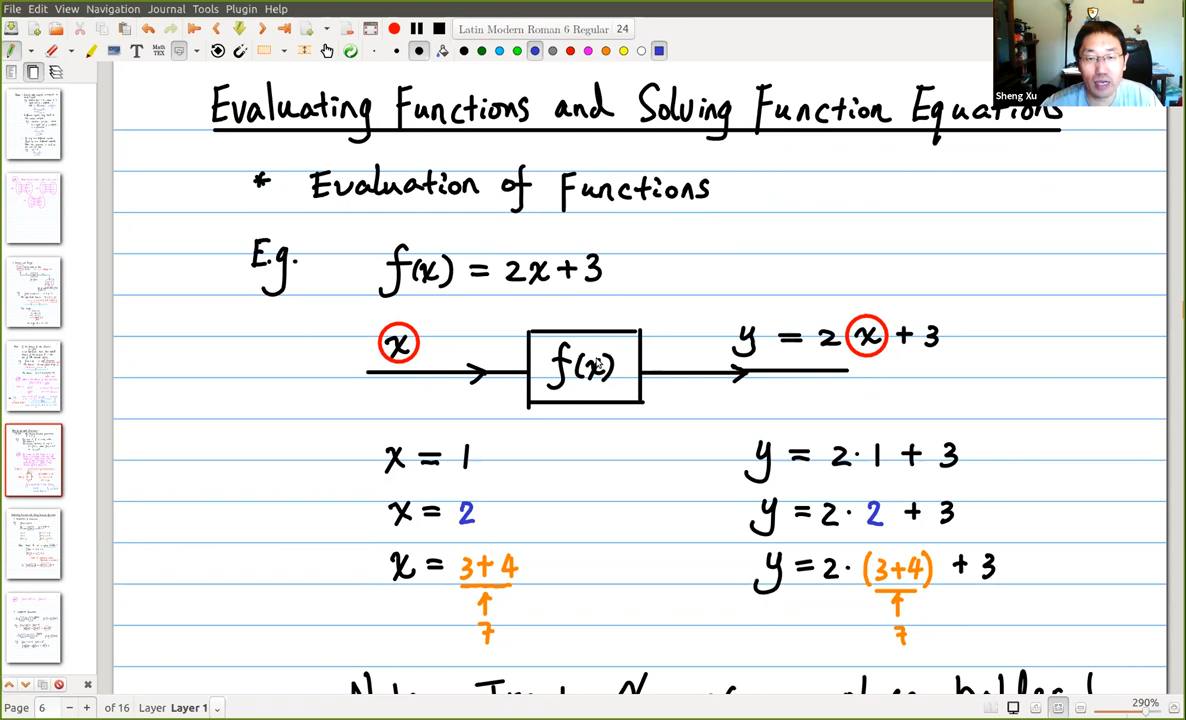 File Edit View Navigation Journal Tools Plugin Help
Latin Modern Roman 6 Regular 24
Sheng Xu
Evaluating Functions and Solving Function Equations
* Evaluation of Functions
E.g. f(x) = 2x+3
x f(x) y = 2x + 3
x = 1 y = 2·1 + 3
x = 2 y = 2·2 + 3
x = 3+4 y = 2·(3+4) + 3
↑ ↑
7 7
Page 6 of 16 Layer Layer 1 290%